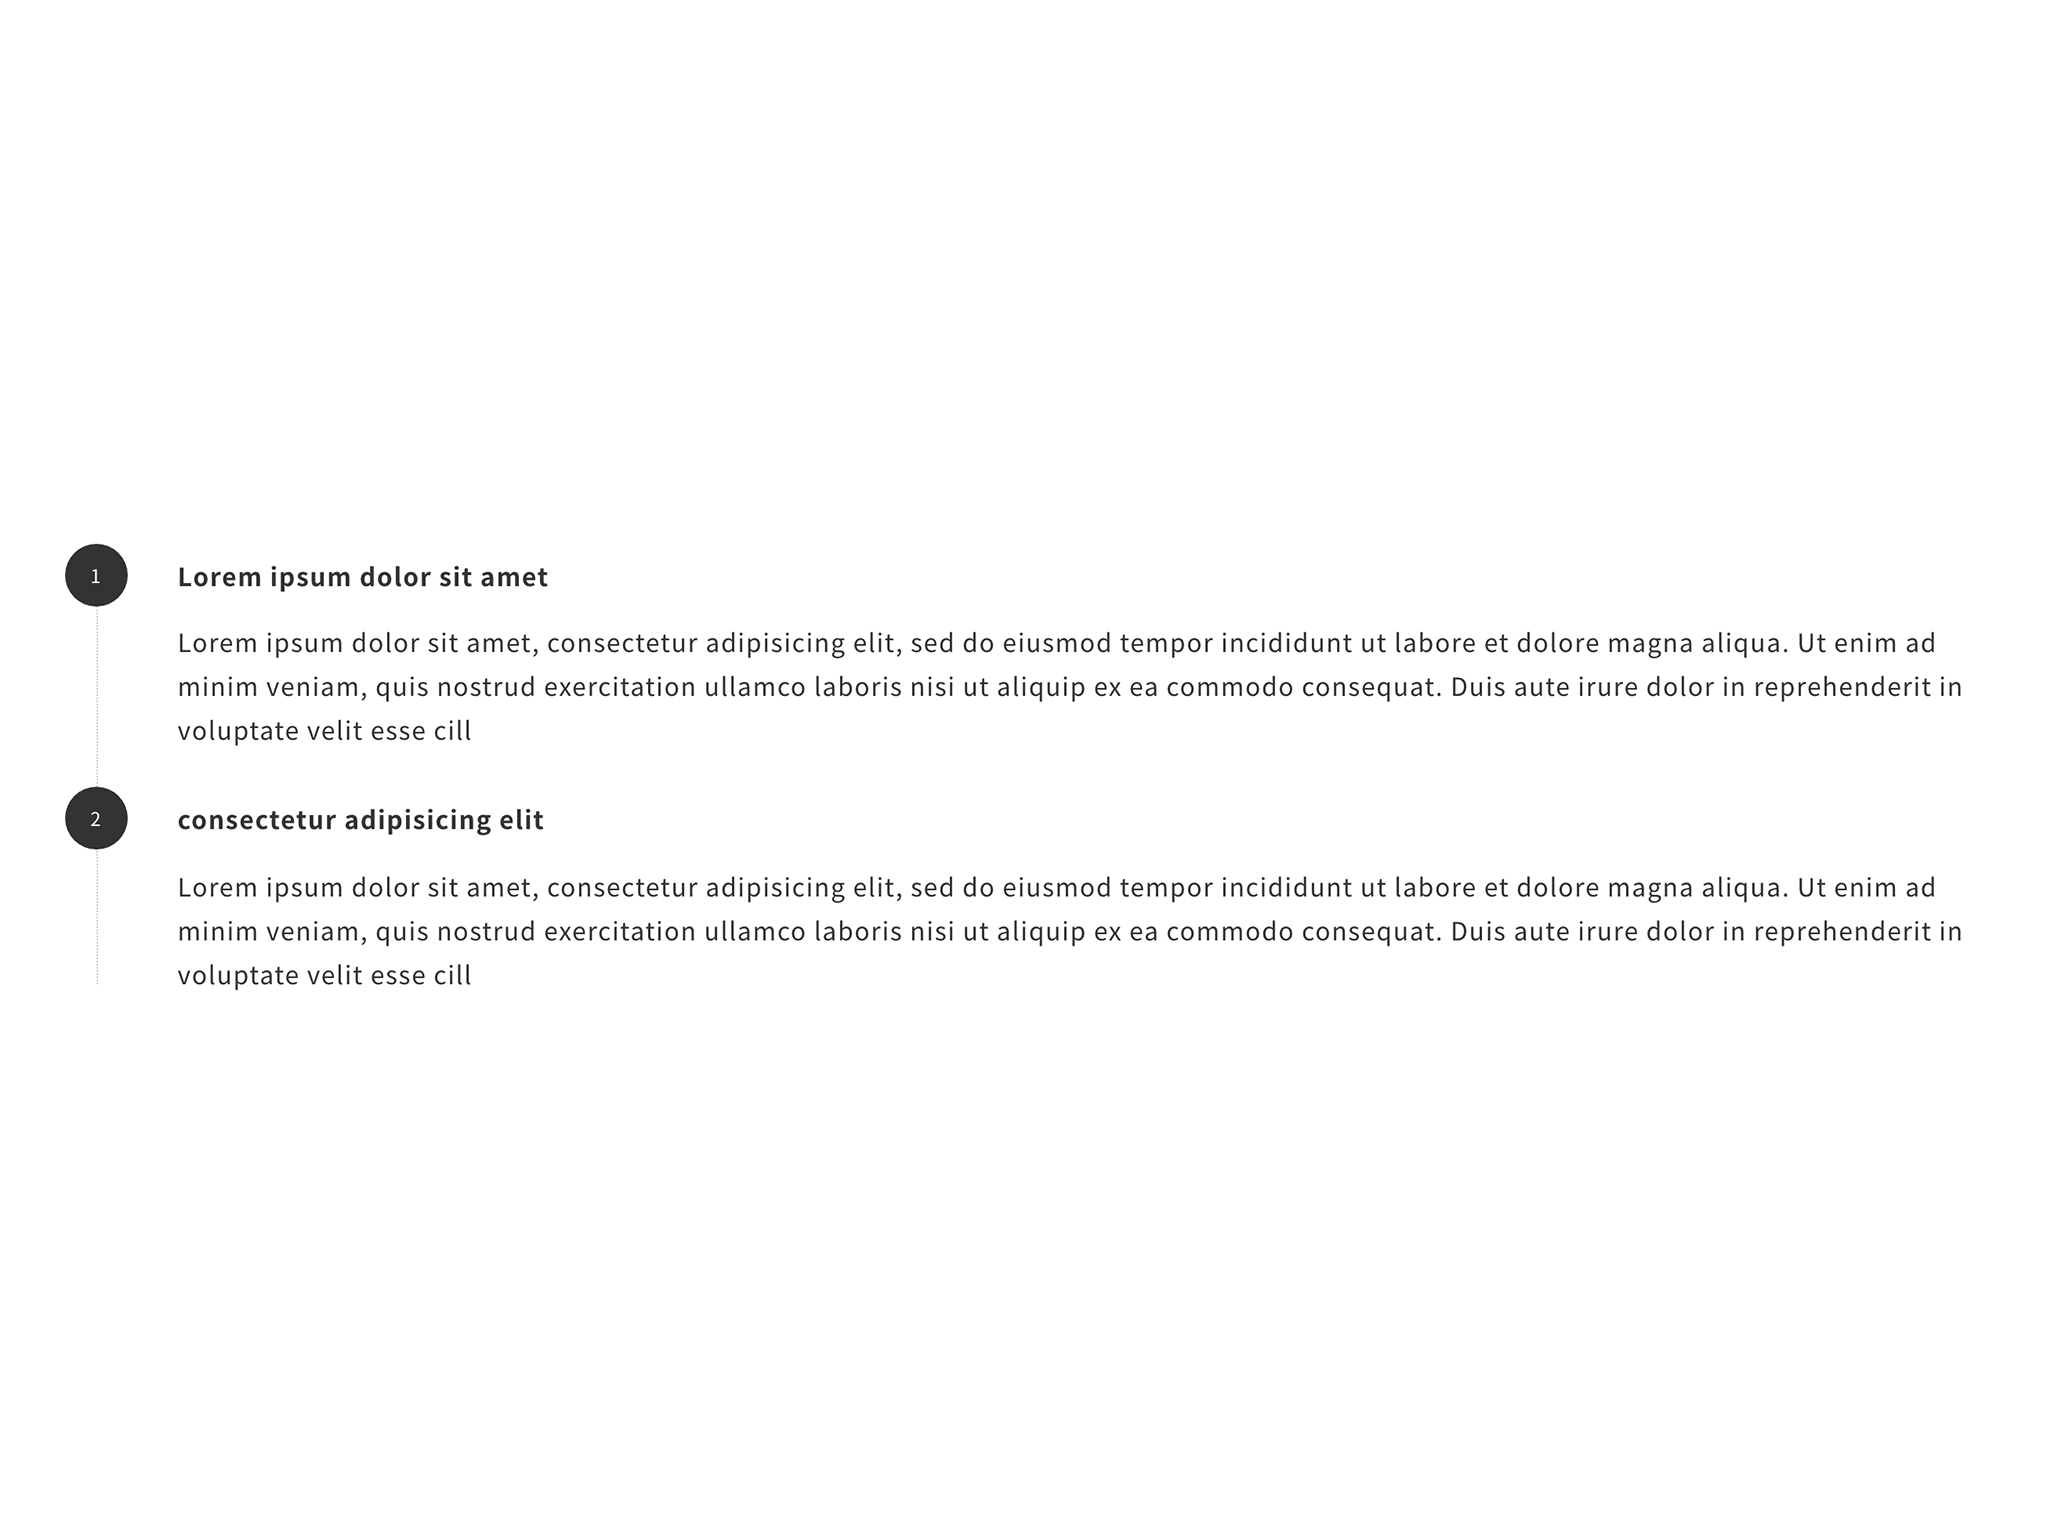 1
Lorem ipsum dolor sit amet
Lorem ipsum dolor sit amet, consectetur adipisicing elit, sed do eiusmod tempor incididunt ut labore et dolore magna aliqua. Ut enim ad
minim veniam, quis nostrud exercitation ullamco laboris nisi ut aliquip ex ea commodo consequat. Duis aute irure dolor in reprehenderit in
voluptate velit esse cill
2
consectetur adipisicing elit
Lorem ipsum dolor sit amet, consectetur adipisicing elit, sed do eiusmod tempor incididunt ut labore et dolore magna aliqua. Ut enim ad
minim veniam, quis nostrud exercitation ullamco laboris nisi ut aliquip ex ea commodo consequat. Duis aute irure dolor in reprehenderit in
voluptate velit esse cill